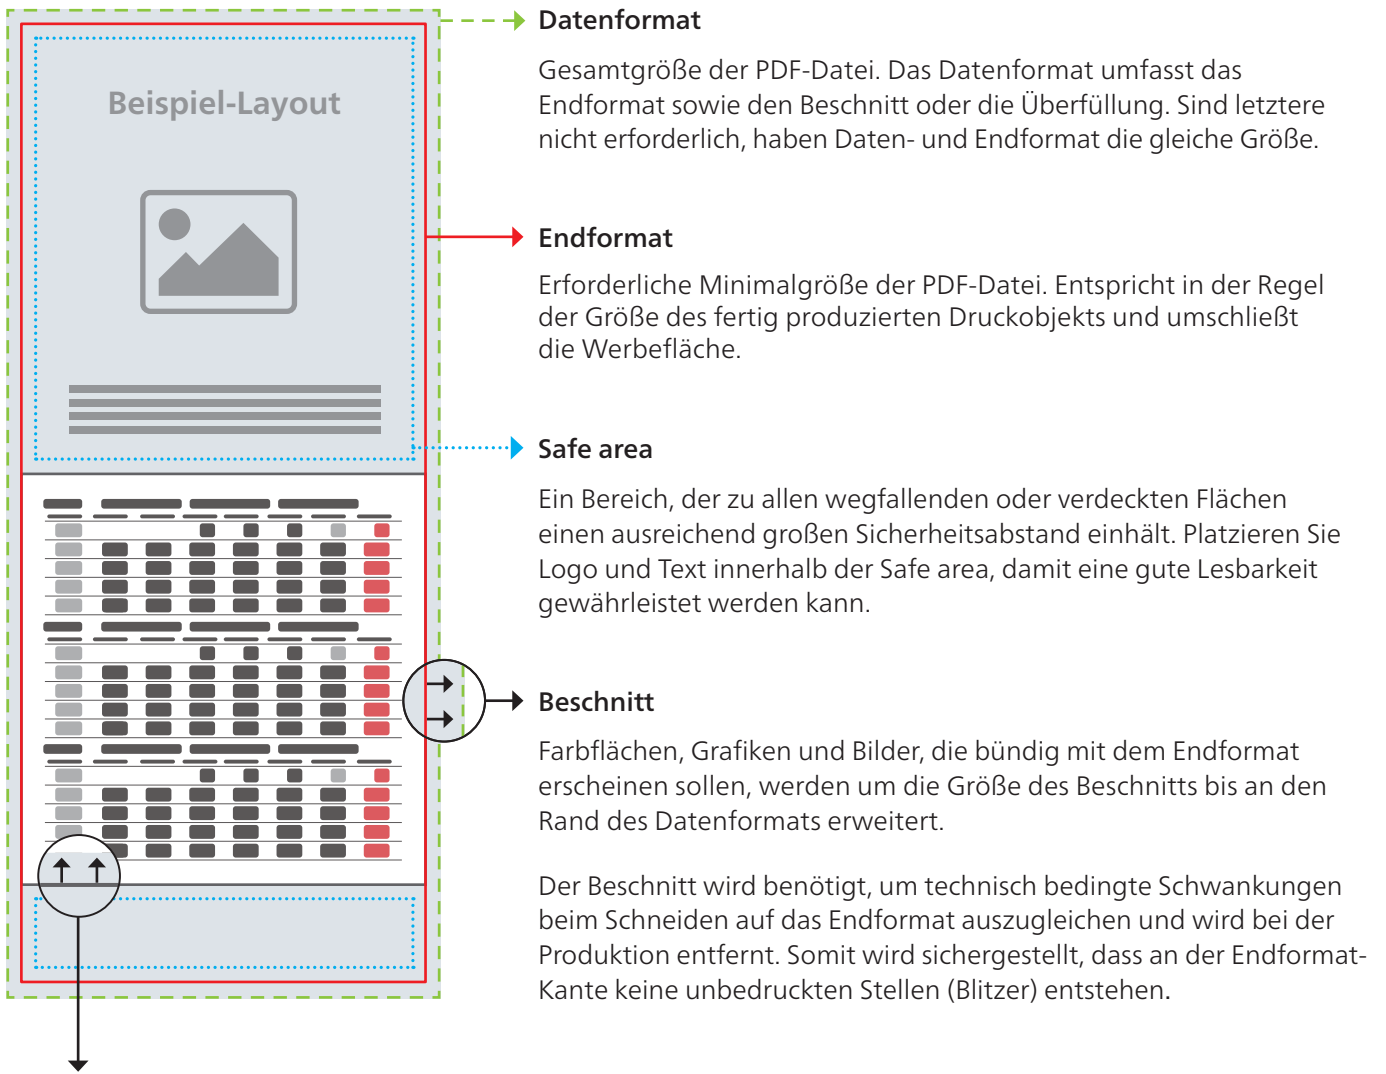 Datenformat
Gesamtgröße der PDF-Datei. Das Datenformat umfasst das
Endformat sowie den Beschnitt oder die Überfüllung. Sind letztere
nicht erforderlich, haben Daten- und Endformat die gleiche Größe.
Beispiel-Layout
Endformat
Erforderliche Minimalgröße der PDF-Datei. Entspricht in der Regel
der Größe des fertig produzierten Druckobjekts und umschließt
die Werbefläche.
Safe area
Ein Bereich, der zu allen wegfallenden oder verdeckten Flächen
einen ausreichend großen Sicherheitsabstand einhält. Platzieren Sie
Logo und Text innerhalb der Safe area, damit eine gute Lesbarkeit
gewährleistet werden kann.
Beschnitt
Farbflächen, Grafiken und Bilder, die bündig mit dem Endformat
erscheinen sollen, werden um die Größe des Beschnitts bis an den
Rand des Datenformats erweitert.
Der Beschnitt wird benötigt, um technisch bedingte Schwankungen
beim Schneiden auf das Endformat auszugleichen und wird bei der
Produktion entfernt. Somit wird sichergestellt, dass an der Endformat-
Kante keine unbedruckten Stellen (Blitzer) entstehen.